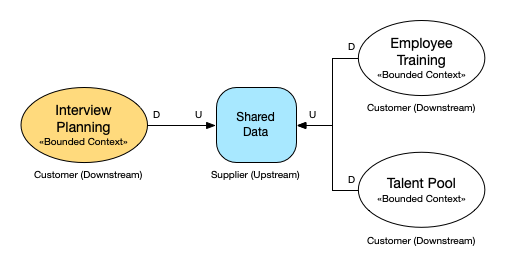 Interview
Planning
«Bounded Context»
Customer (Downstream)
D
U
Shared
Data
Supplier (Upstream)
U
D
Employee
Training
«Bounded Context»
Customer (Downstream)
D
Talent Pool
«Bounded Context»
Customer (Downstream)